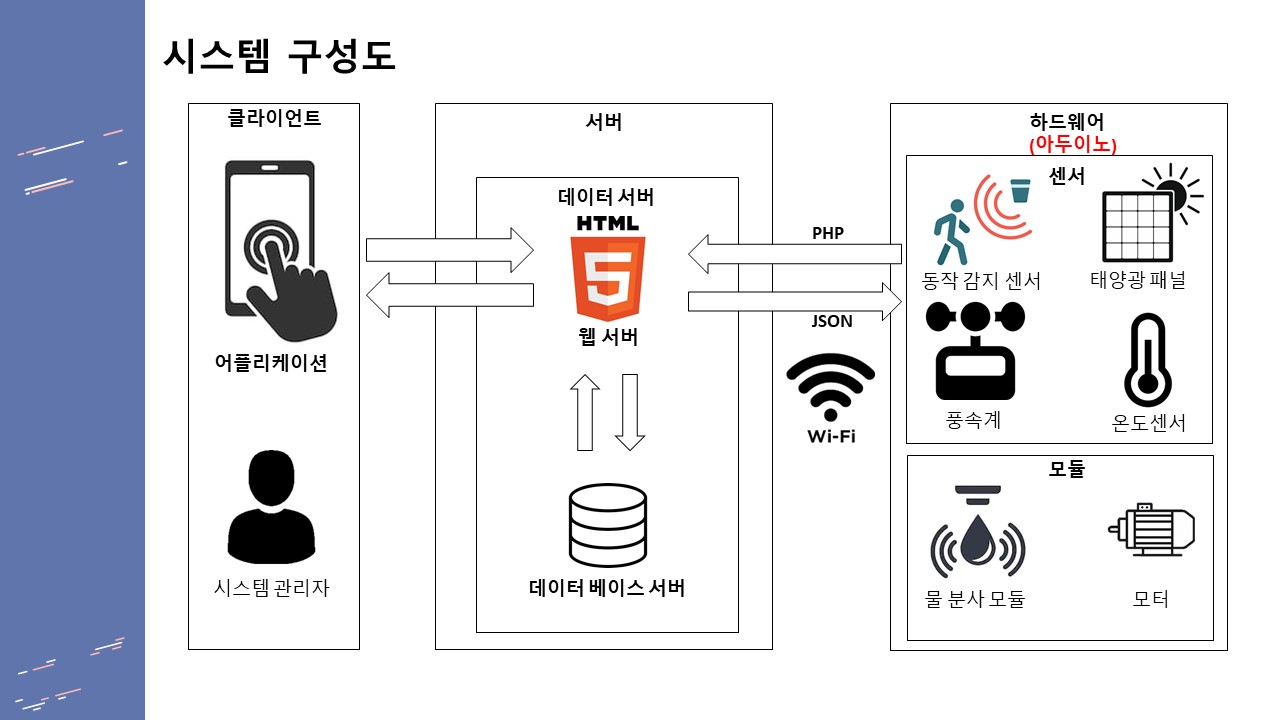 시스템 구성도
클라이언트
어플리케이션
시스템 관리자
서버
데이터 서버
HTML
5
웹 서버
데이터 베이스 서버
PHP
JSON
Wi-Fi
하드웨어
(아두이노)
센서
동작 감지 센서
태양광 패널
풍속계
온도센서
모듈
물 분사 모듈
모터